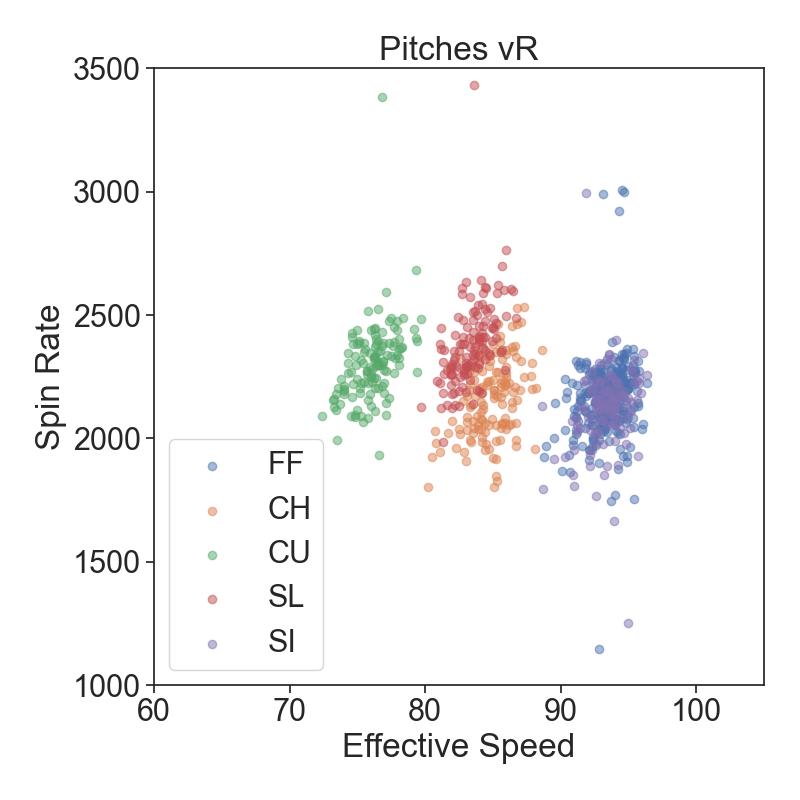 Pitches vR
3500
3000
2500
2000
1500
1000
Spin Rate
FF
CH
CU
SL
SI
60 70 80 90 100
Effective Speed